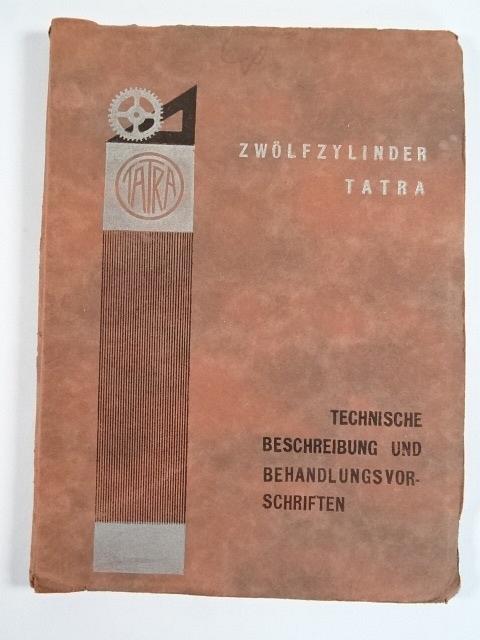 ZWÖLFZYLINDER
TATRA
TATRA
TECHNISCHE
BESCHREIBUNG UND
BEHANDLUNGSVOR-
SCHRIFTEN